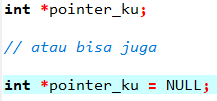 int *pointer_ku;
// atau bisa juga
int *pointer_ku = NULL;